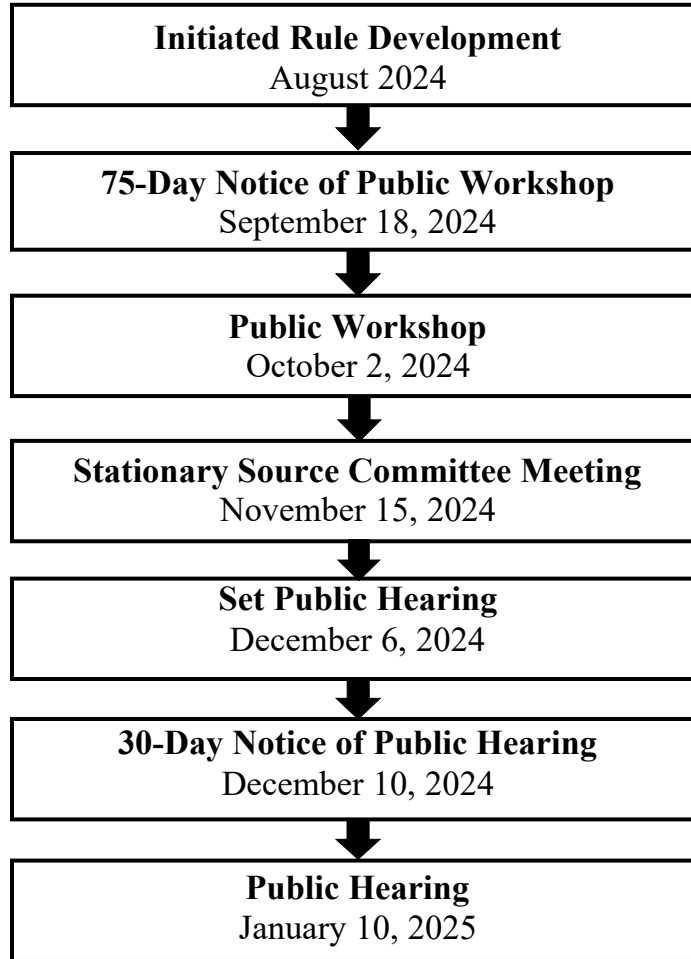 Initiated Rule Development
August 2024
75-Day Notice of Public Workshop
September 18, 2024
Public Workshop
October 2, 2024
Stationary Source Committee Meeting
November 15, 2024
Set Public Hearing
December 6, 2024
30-Day Notice of Public Hearing
December 10, 2024
Public Hearing
January 10, 2025